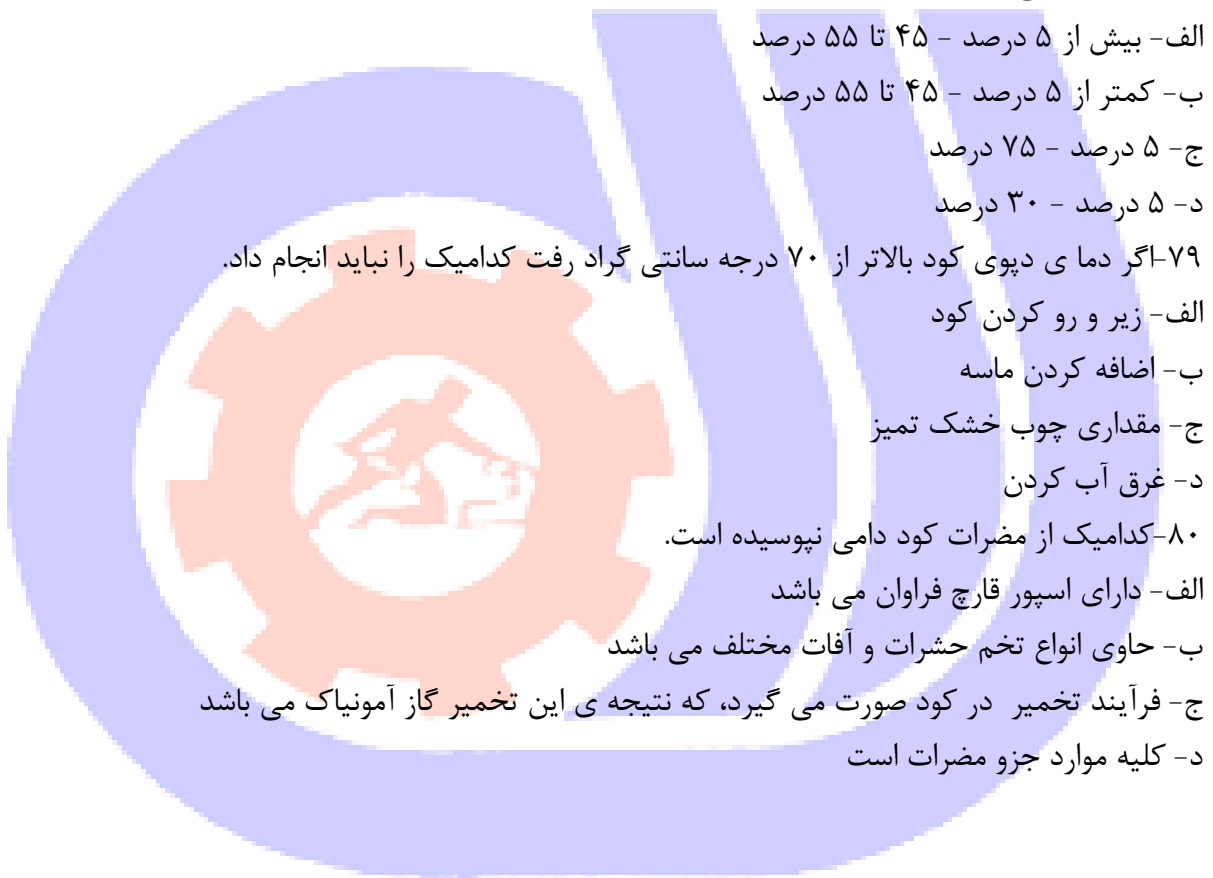 الف- بیش از ۵ درصد - ۴۵ تا ۵۵ درصد
ب- کمتر از ۵ درصد - ۴۵ تا ۵۵ درصد
ج- ۵ درصد - ۷۵ درصد
د- ۵ درصد - ۳۰ درصد
۷۹-اگر دما ی دپوی کود بالاتر از ۷۰ درجه سانتی گراد رفت کدامیک را نباید انجام داد.
الف- زیر و رو کردن کود
ب- اضافه کردن ماسه
ج- مقداری چوب خشک تمیز
د- غرق آب کردن
۸۰-کدامیک از مضرات کود دامی نپوسیده است.
الف- دارای اسپور قارچ فراوان می باشد
ب- حاوی انواع تخم حشرات و آفات مختلف می باشد
ج- فرآیند تخمیر در کود صورت می گیرد، که نتیجه ی این تخمیر گاز آمونیاک می باشد
د- کلیه موارد جزو مضرات است